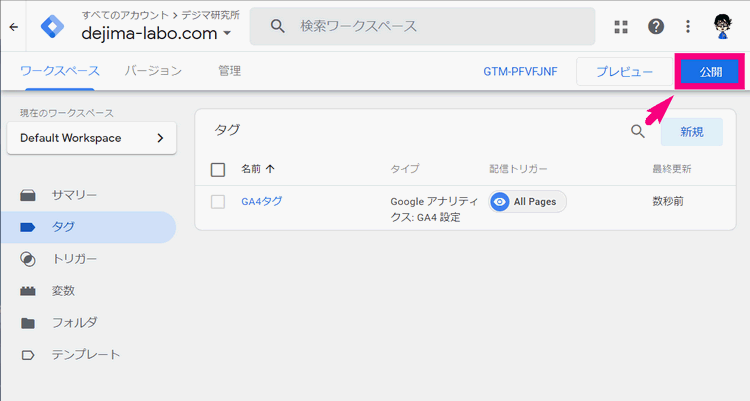 すべてのアカウント > デジマ研究所
dejima-labo.com
検索ワークスペース
ワークスペース
バージョン
管理
GTM-PFVFJNF
プレビュー
公開
現在のワークスペース
Default Workspace
サマリー
タグ
トリガー
変数
フォルダ
テンプレート
タグ
新規
名前
タイプ
配信トリガー
最終更新
GA4タグ
Google アナリティ
クス: GA4 設定
All Pages
数秒前